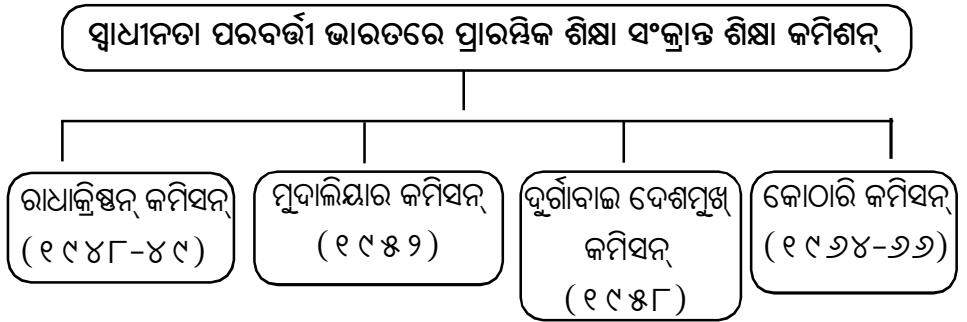 ସ୍ୱାଧୀନତା ପରବର୍ତ୍ତୀ ଭାରତରେ ପ୍ରାରମ୍ଭିକ ଶିକ୍ଷା ସଂକ୍ରାନ୍ତ ଶିକ୍ଷା କମିଶନ୍
ରାଧାକ୍ରିଷ୍ଣନ୍ କମିସନ୍
(୧୯୪୮-୪୯)
ମୁଦାଲିୟାର କମିସନ୍
(୧୯୫୨)
ଦୁର୍ଗାବାଇ ଦେଶମୁଖ୍
କମିସନ୍
(୧୯୫୮)
କୋଠାରି କମିସନ୍
(୧୯୬୪-୬୬)